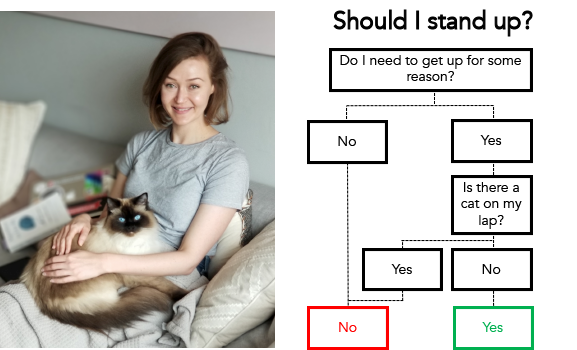 Should I stand up?
Do I need to get up for some
reason?
No
Yes
Is there a
cat on my
lap?
Yes
No
No
Yes